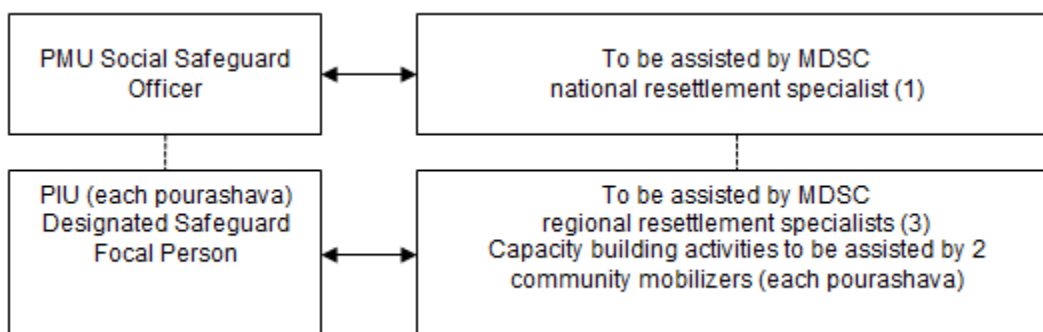 PMU Social Safeguard
Officer
To be assisted by MDSC
national resettlement specialist (1)
PIU (each pourashava)
Designated Safeguard
Focal Person
To be assisted by MDSC
regional resettlement specialists (3)
Capacity building activities to be assisted by 2
community mobilizers (each pourashava)